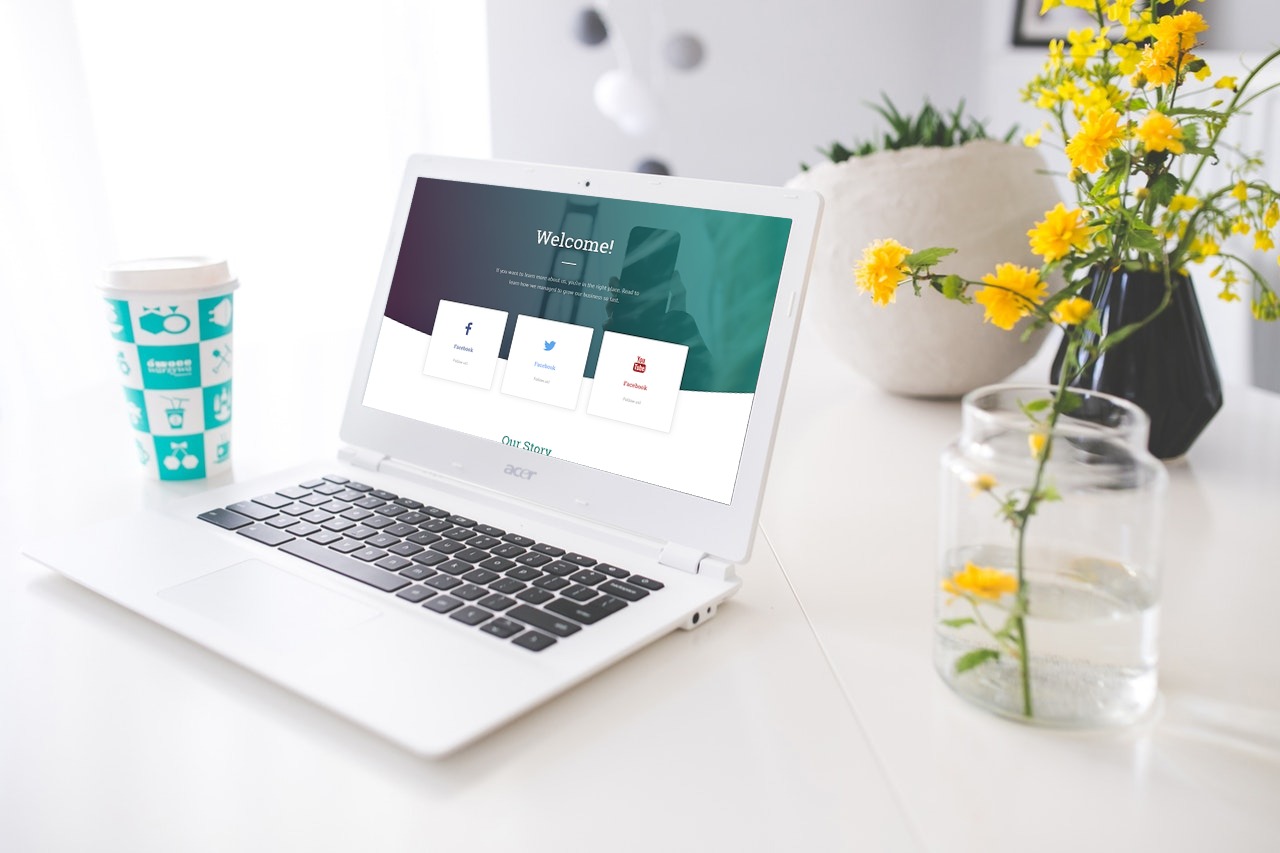 Welcome!
If you want to learn more about us, you're in the right place. Read to
learn how we managed to grow our business so fast.
Facebook
Follow us!
Facebook
Follow us!
You
Tube
Facebook
Follow us!
Our Story
acer
dwooe
warzywa